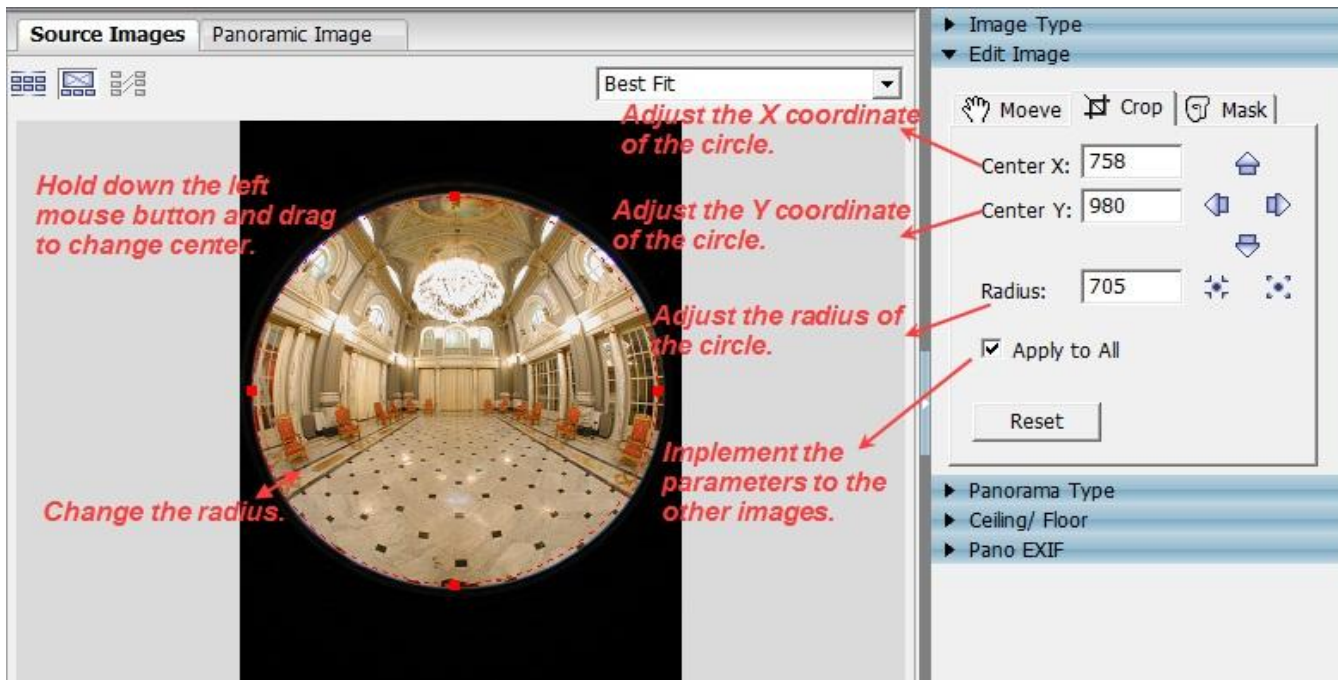 Source Images
Panoramic Image
Best Fit
Hold down the left
mouse button and drag
to change center.
Change the radius.
Adjust the X coordinate
of the circle.
Adjust the Y coordinate
of the circle.
Adjust the radius of
the circle.
Implement the
parameters to the
other images.
Image Type
Edit Image
Moeve
Crop
Mask
Center X: 758
Center Y: 980
Radius: 705
Apply to All
Reset
Panorama Type
Ceiling/ Floor
Pano EXIF